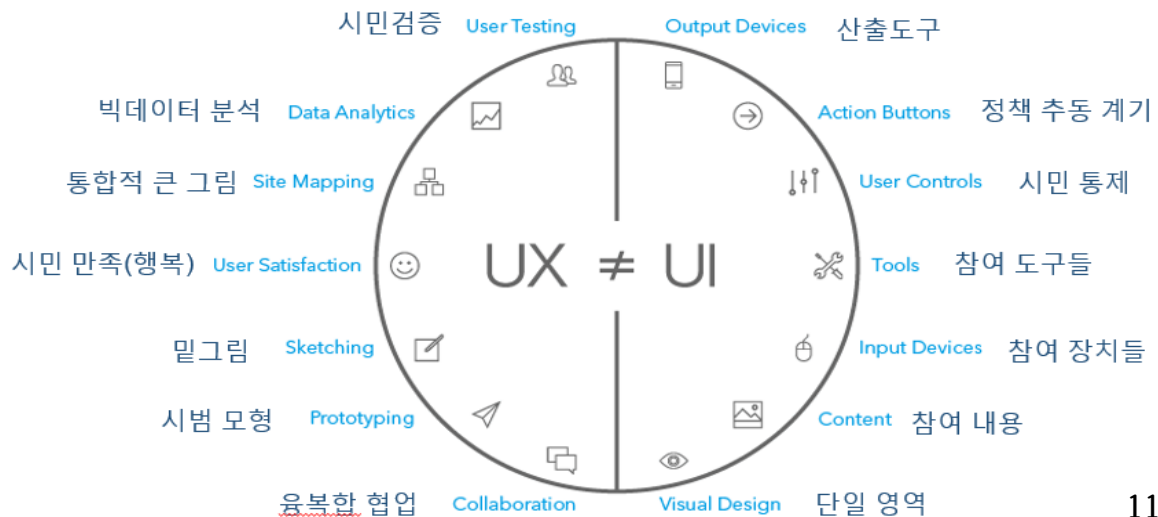 시민검증 User Testing Output Devices 산출도구
빅데이터 분석 Data Analytics Action Buttons 정책 추동 계기
통합적 큰 그림 Site Mapping User Controls 시민 통제
시민 만족(행복) User Satisfaction UX ≠ UI Tools 참여 도구들
밑그림 Sketching Input Devices 참여 장치들
시범 모형 Prototyping Content 참여 내용
융복합 협업 Collaboration Visual Design 단일 영역
11